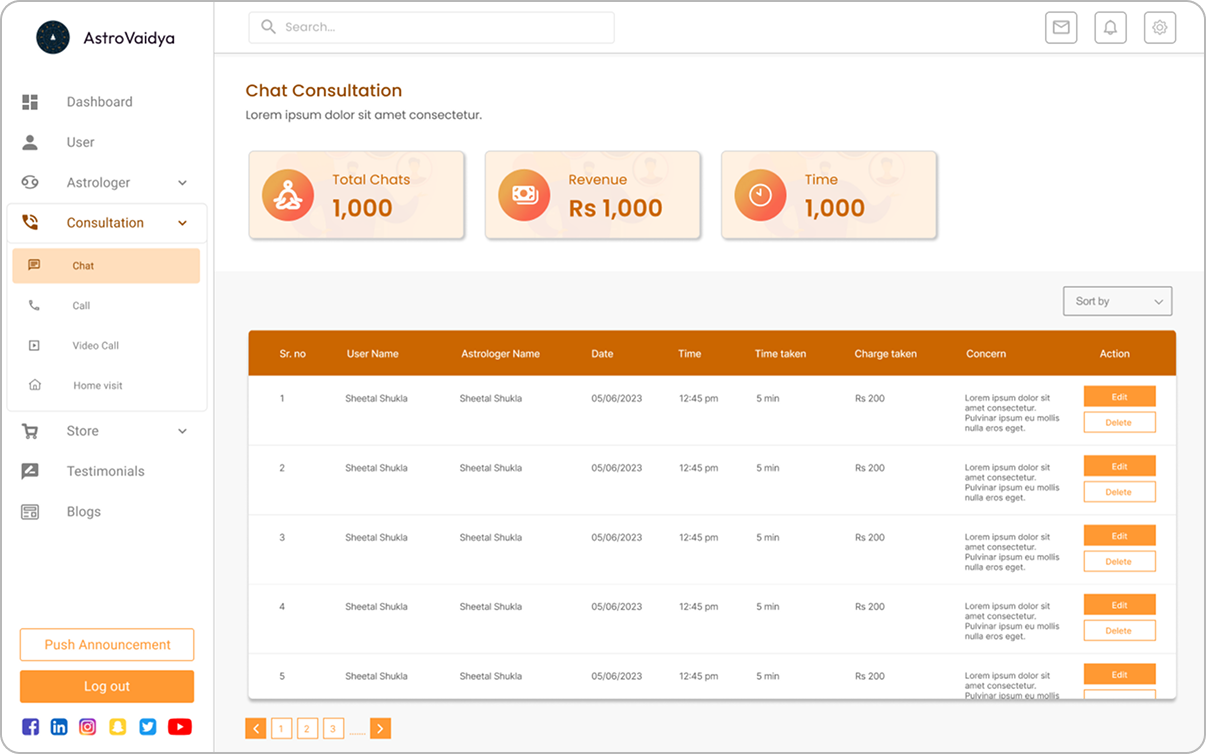 AstroVaidya
Search...
Dashboard
User
Astrologer
Consultation
Chat
Call
Video Call
Home visit
Store
Testimonials
Blogs
Push Announcement
Log out
Chat Consultation
Lorem ipsum dolor sit amet consectetur.
Total Chats
1,000
Revenue
Rs 1,000
Time
1,000
Sort by
Sr. no User Name Astrologer Name Date Time Time taken Charge taken Concern Action
1 Sheetal Shukla Sheetal Shukla 05/06/2023 12:45 pm 5 min Rs 200
Lorem ipsum dolor sit
amet consectetur.
Pulvinar ipsum eu mollis
nulla eros eget.
Edit
Delete
2 Sheetal Shukla Sheetal Shukla 05/06/2023 12:45 pm 5 min Rs 200
Lorem ipsum dolor sit
amet consectetur.
Pulvinar ipsum eu mollis
nulla eros eget.
Edit
Delete
3 Sheetal Shukla Sheetal Shukla 05/06/2023 12:45 pm 5 min Rs 200
Lorem ipsum dolor sit
amet consectetur.
Pulvinar ipsum eu mollis
nulla eros eget.
Edit
Delete
4 Sheetal Shukla Sheetal Shukla 05/06/2023 12:45 pm 5 min Rs 200
Lorem ipsum dolor sit
amet consectetur.
Pulvinar ipsum eu mollis
nulla eros eget.
Edit
Delete
5 Sheetal Shukla Sheetal Shukla 05/06/2023 12:45 pm 5 min Rs 200
Lorem ipsum dolor sit
amet consectetur.
Pulvinar ipsum eu mollis
Edit
1 2 3 ......